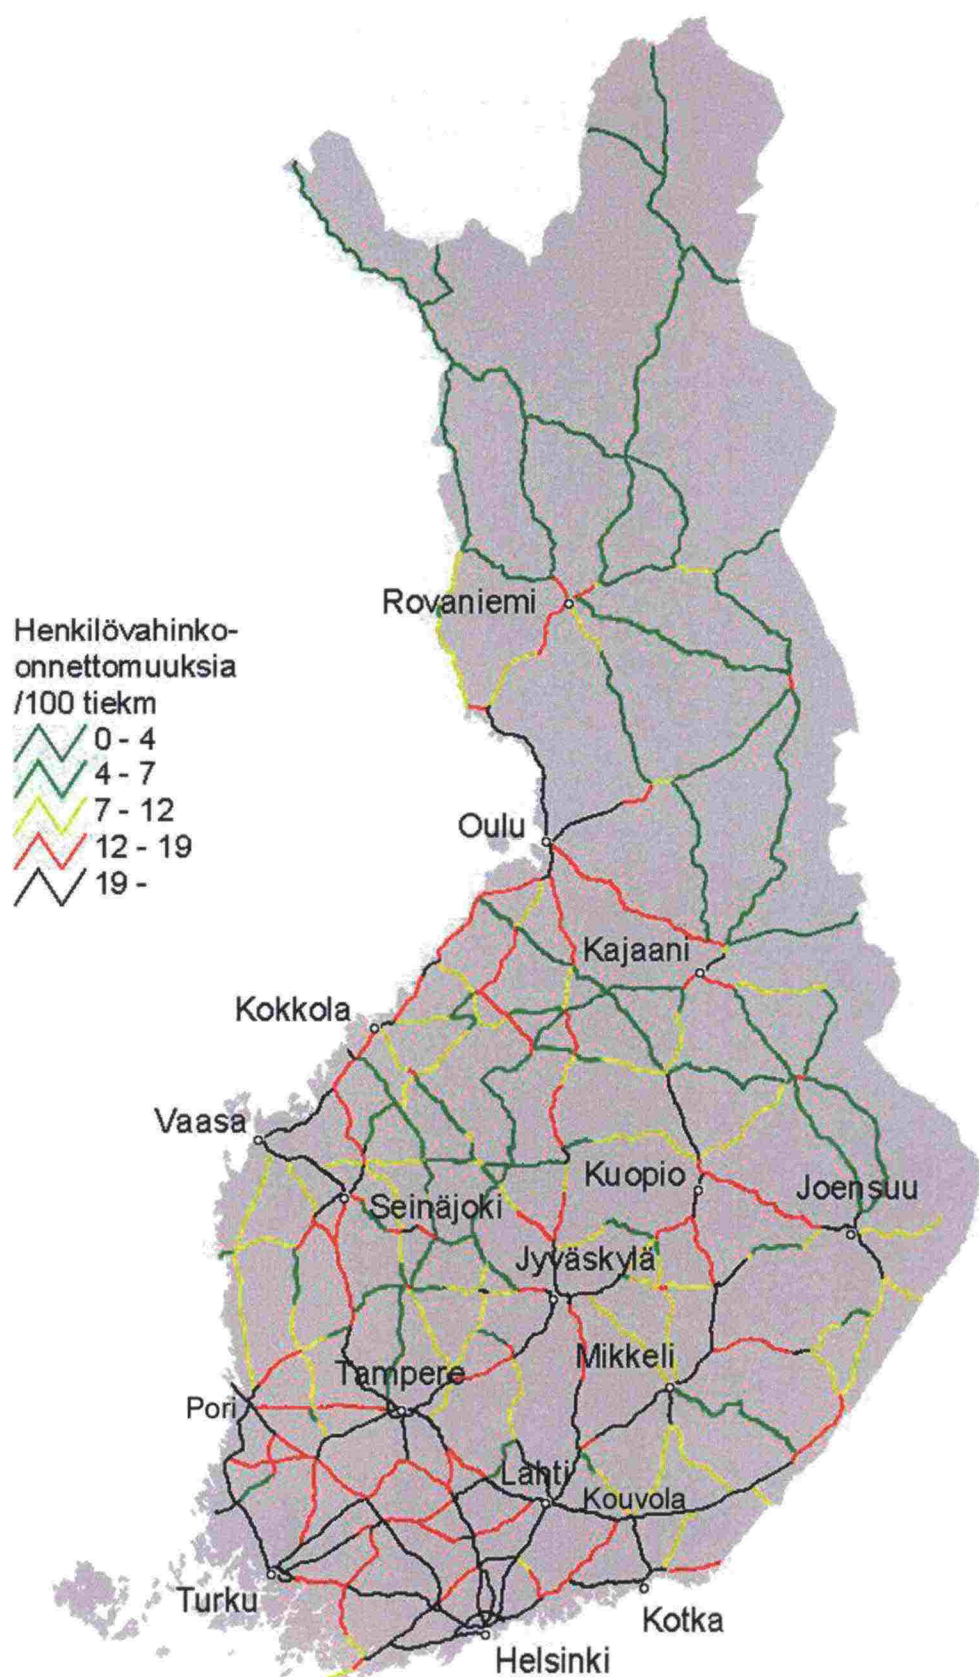 Rovaniemi
Henkilövahinko-
onnettomuuksia
/100 tiekm
0 - 4
4 - 7
7 - 12
12 - 19
19 -
Oulu
Kajaani
Kokkola
Vaasa
Kuopio
Joensuu
Seinäjoki
Jyväskylä
Mikkeli
Tampere
Pori
Lahti
Kouvola
Turku
Kotka
Helsinki